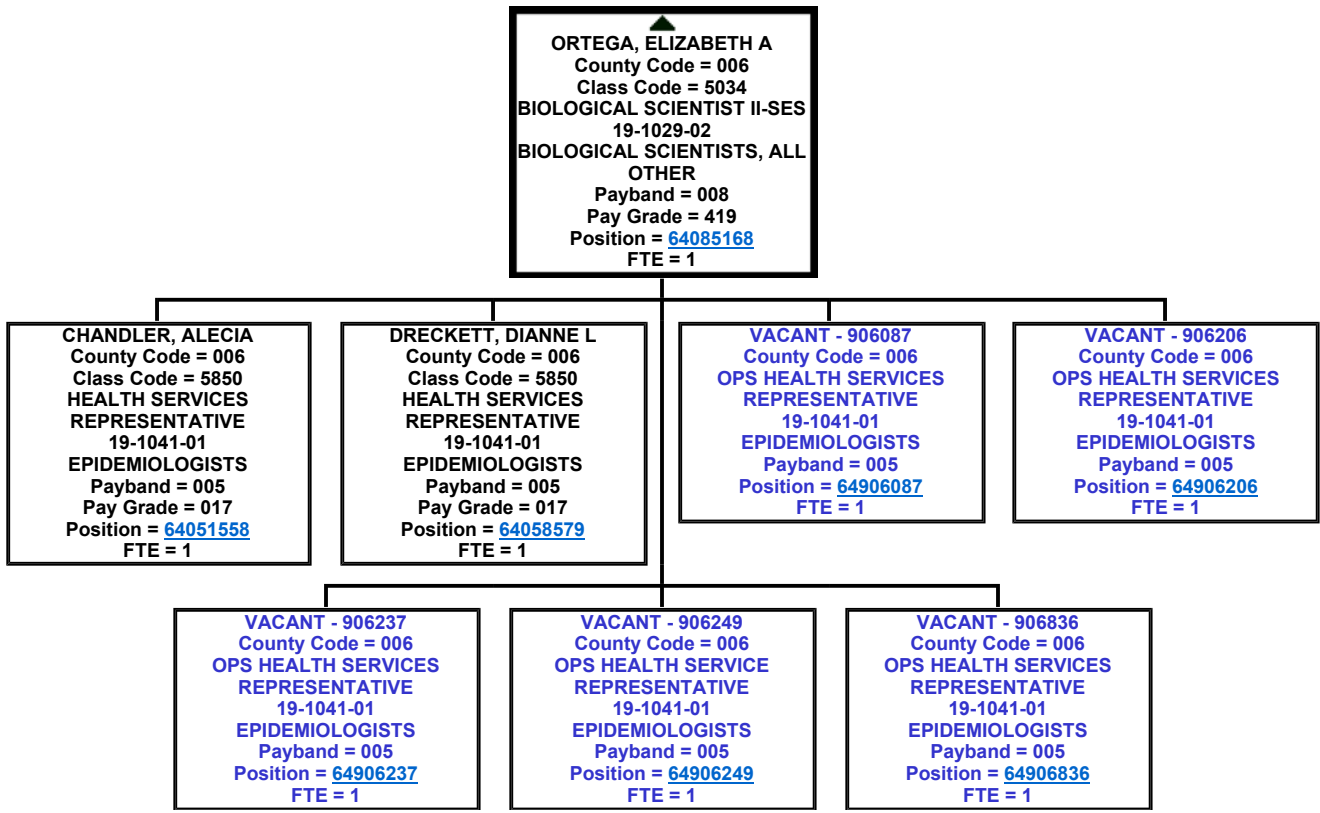 ORTEGA, ELIZABETH A
County Code = 006
Class Code = 5034
BIOLOGICAL SCIENTIST II-SES
19-1029-02
BIOLOGICAL SCIENTISTS, ALL
OTHER
Payband = 008
Pay Grade = 419
Position = 64085168
FTE = 1
CHANDLER, ALECIA
County Code = 006
Class Code = 5850
HEALTH SERVICES
REPRESENTATIVE
19-1041-01
EPIDEMIOLOGISTS
Payband = 005
Pay Grade = 017
Position = 64051558
FTE = 1
DRECKETT, DIANNE L
County Code = 006
Class Code = 5850
HEALTH SERVICES
REPRESENTATIVE
19-1041-01
EPIDEMIOLOGISTS
Payband = 005
Pay Grade = 017
Position = 64058579
FTE = 1
VACANT - 906087
County Code = 006
OPS HEALTH SERVICES
REPRESENTATIVE
19-1041-01
EPIDEMIOLOGISTS
Payband = 005
Position = 64906087
FTE = 1
VACANT - 906206
County Code = 006
OPS HEALTH SERVICES
REPRESENTATIVE
19-1041-01
EPIDEMIOLOGISTS
Payband = 005
Position = 64906206
FTE = 1
VACANT - 906237
County Code = 006
OPS HEALTH SERVICES
REPRESENTATIVE
19-1041-01
EPIDEMIOLOGISTS
Payband = 005
Position = 64906237
FTE = 1
VACANT - 906249
County Code = 006
OPS HEALTH SERVICE
REPRESENTATIVE
19-1041-01
EPIDEMIOLOGISTS
Payband = 005
Position = 64906249
FTE = 1
VACANT - 906836
County Code = 006
OPS HEALTH SERVICES
REPRESENTATIVE
19-1041-01
EPIDEMIOLOGISTS
Payband = 005
Position = 64906836
FTE = 1